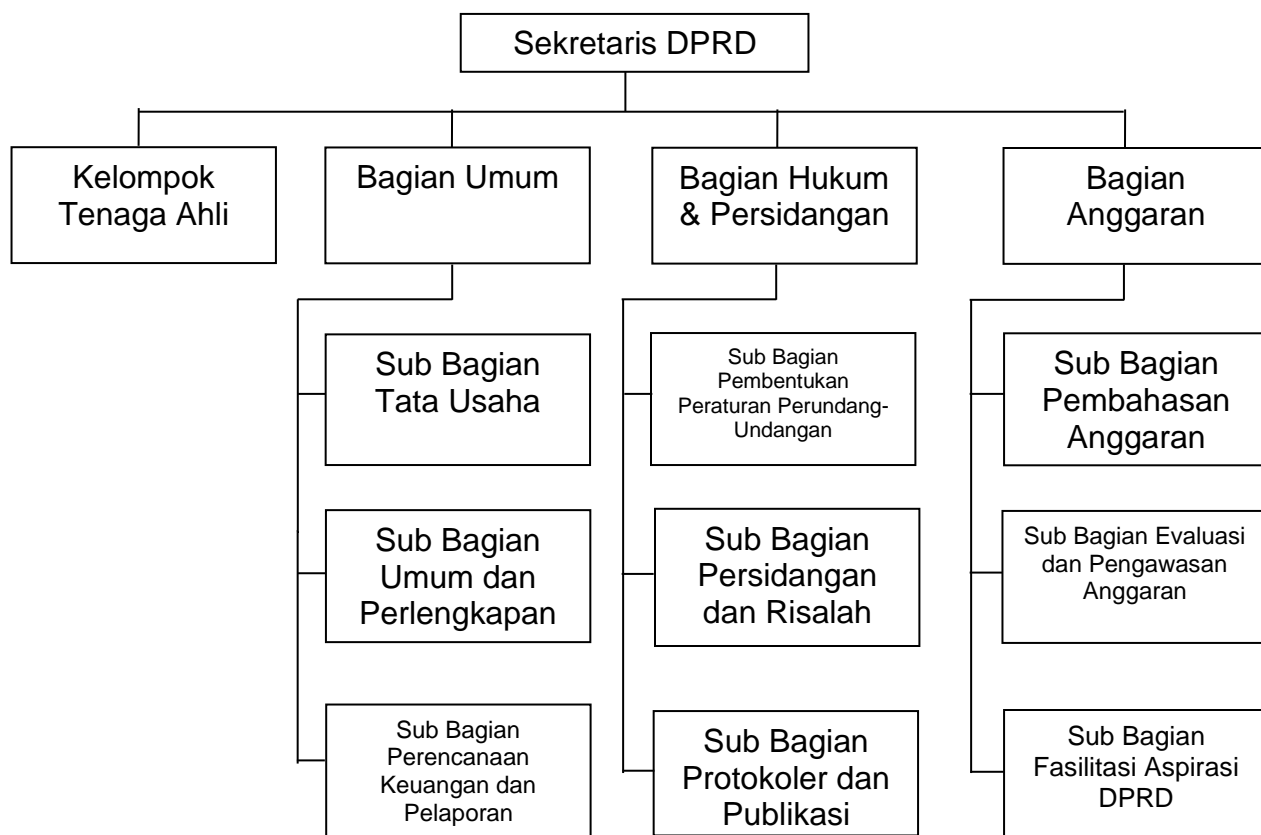 Sekretaris DPRD
Kelompok
Tenaga Ahli
Bagian Umum
Bagian Hukum
& Persidangan
Bagian
Anggaran
Sub Bagian
Tata Usaha
Sub Bagian
Pembentukan
Peraturan Perundang-
Undangan
Sub Bagian
Pembahasan
Anggaran
Sub Bagian
Umum dan
Perlengkapan
Sub Bagian
Persidangan
dan Risalah
Sub Bagian Evaluasi
dan Pengawasan
Anggaran
Sub Bagian
Perencanaan
Keuangan dan
Pelaporan
Sub Bagian
Protokoler dan
Publikasi
Sub Bagian
Fasilitasi Aspirasi
DPRD